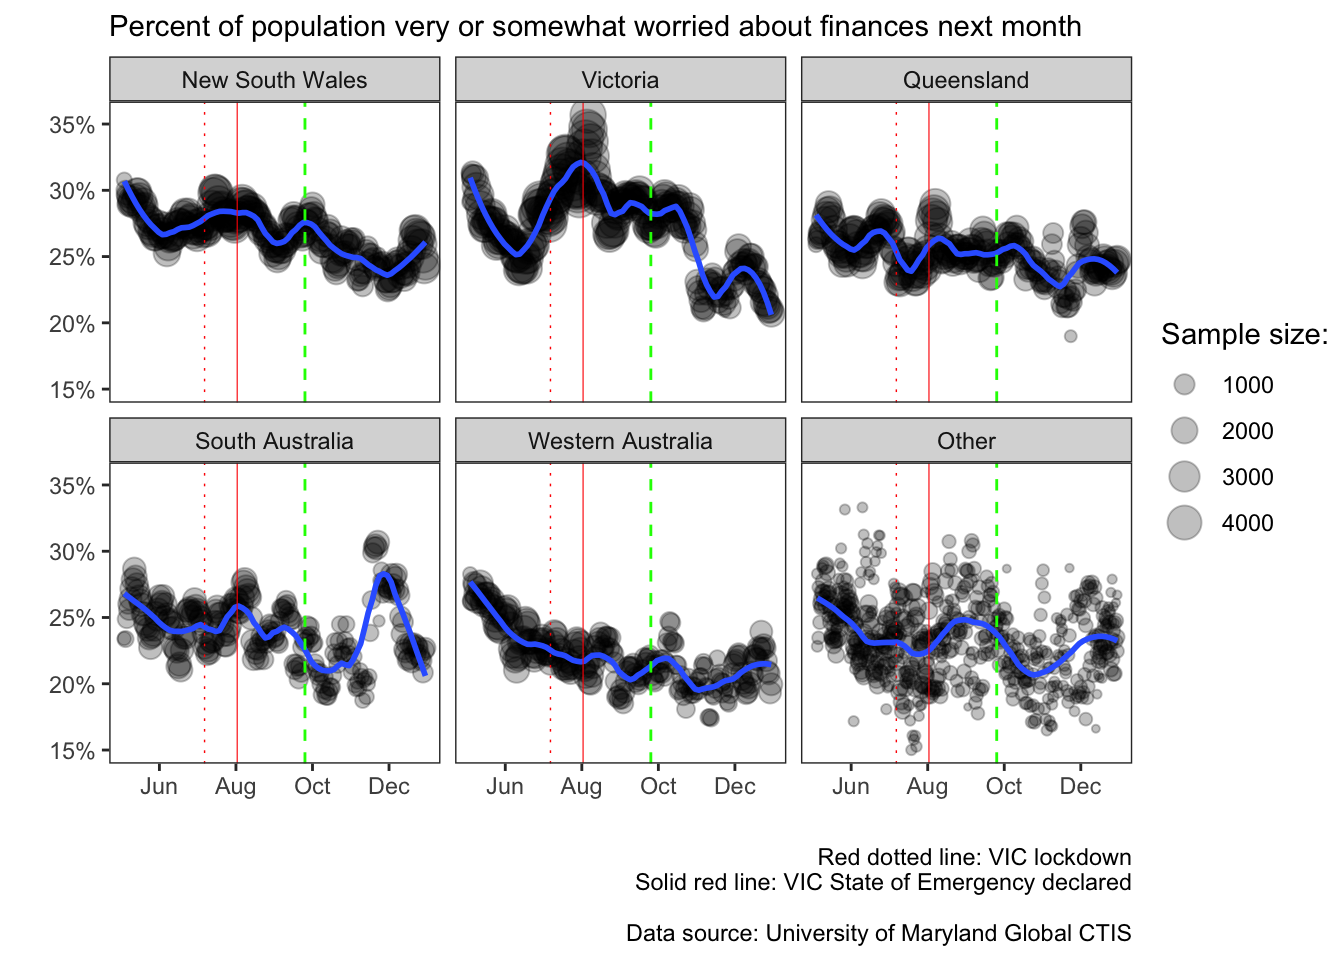 Percent of population very or somewhat worried about finances next month
New South Wales
Victoria
Queensland
35%
30%
25%
20%
15%
South Australia
Western Australia
Other
35%
30%
25%
20%
15%
Jun Aug Oct Dec
Jun Aug Oct Dec
Jun Aug Oct Dec
Sample size:
1000
2000
3000
4000
Red dotted line: VIC lockdown
Solid red line: VIC State of Emergency declared
Data source: University of Maryland Global CTIS